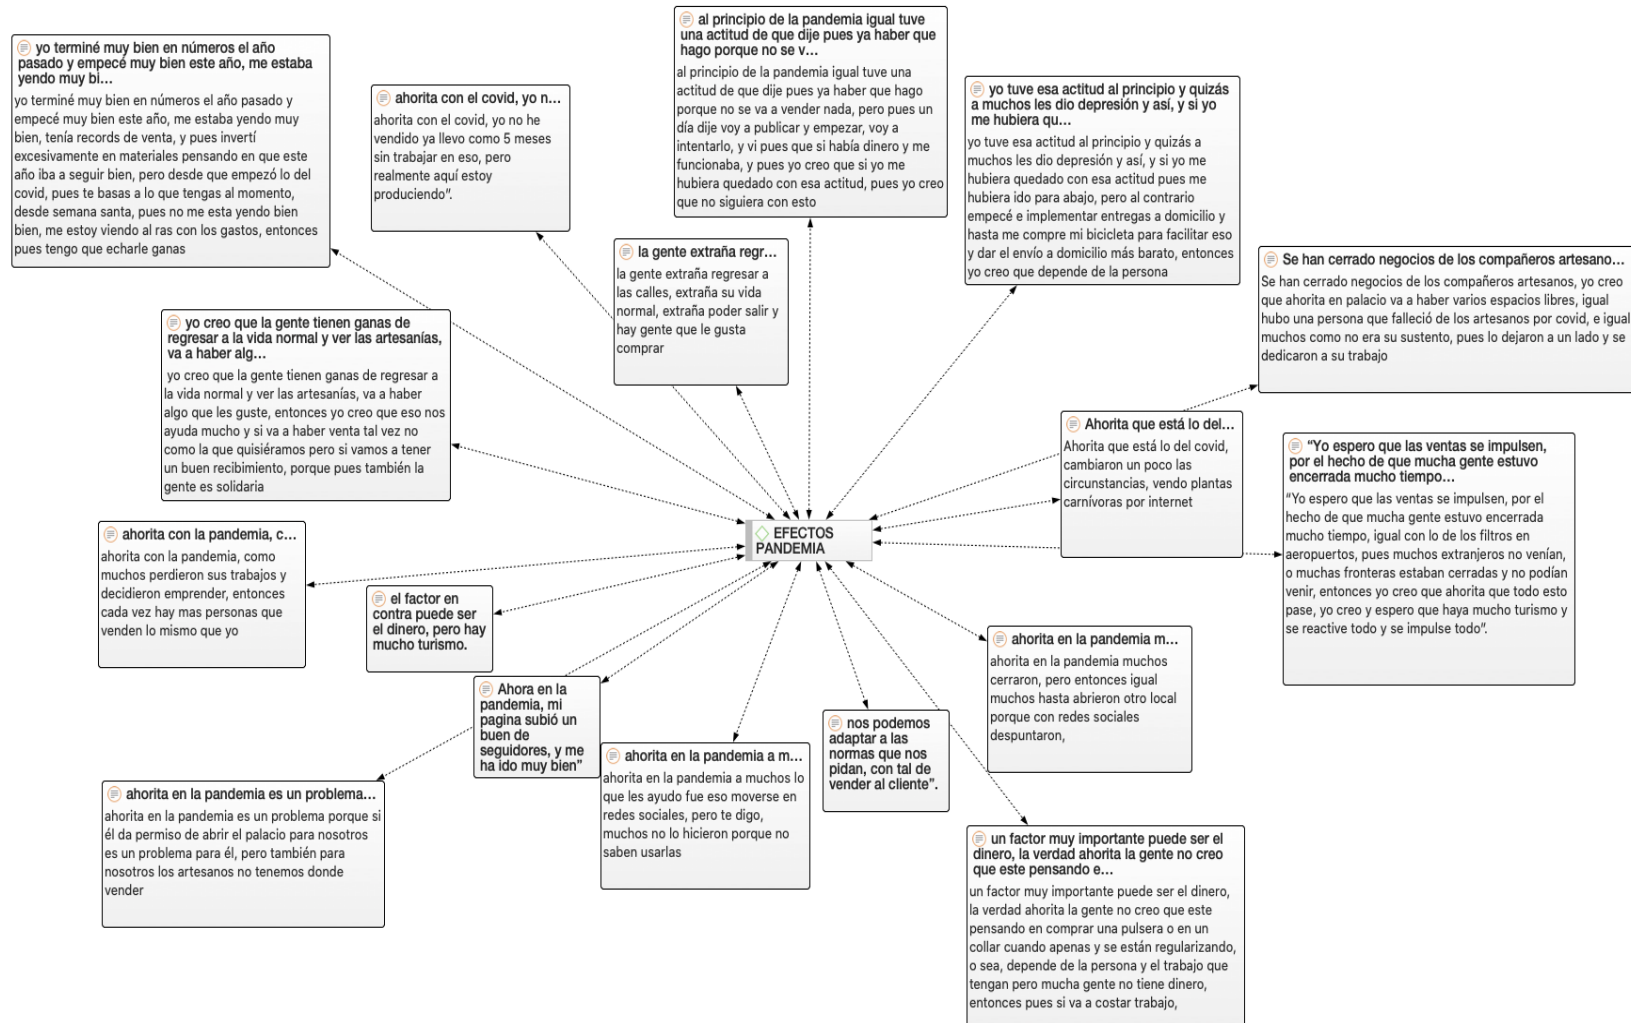 yo terminé muy bien en números el año
pasado y empecé muy bien este año, me estaba
yendo muy bi...
yo terminé muy bien en números el año pasado y
empecé muy bien este año, me estaba yendo muy
bien, tenía records de venta, y pues invertí
excesivamente en materiales pensando en que este
año iba a seguir bien, pero desde que empezó lo del
covid, pues te basas a lo que tengas al momento,
desde semana santa, pues no me esta yendo bien
bien, me estoy viendo al ras con los gastos, entonces
pues tengo que echarle ganas
ahorita con el covid, yo n...
ahorita con el covid, yo no he
vendido ya llevo como 5 meses
sin trabajar en eso, pero
realmente aquí estoy
produciendo”.
al principio de la pandemia igual tuve
una actitud de que dije pues ya haber que
hago porque no se v...
al principio de la pandemia igual tuve una
actitud de que dije pues ya haber que hago
porque no se va a vender nada, pero pues un
día dije voy a publicar y empezar, voy a
intentarlo, y vi pues que si había dinero y me
funcionaba, y pues yo creo que si yo me
hubiera quedado con esa actitud, pues yo creo
que no siguiera con esto
yo tuve esa actitud al principio y quizás
a muchos les dio depresión y así, y si yo
me hubiera qu...
yo tuve esa actitud al principio y quizás a
muchos les dio depresión y así, y si yo me
hubiera quedado con esa actitud pues me
hubiera ido para abajo, pero al contrario
empecé e implementar entregas a domicilio y
hasta me compre mi bicicleta para facilitar eso
y dar el envío a domicilio más barato, entonces
yo creo que depende de la persona
la gente extraña regr...
la gente extraña regresar a
las calles, extraña su vida
normal, extraña poder salir y
hay gente que le gusta
comprar
Se han cerrado negocios de los compañeros artesano...
Se han cerrado negocios de los compañeros artesanos, yo creo
que ahorita en palacio va a haber varios espacios libres, igual
hubo una persona que falleció de los artesanos por covid, e igual
muchos como no era su sustento, pues lo dejaron a un lado y se
dedicaron a su trabajo
yo creo que la gente tienen ganas de
regresar a la vida normal y ver las artesanías,
va a haber alg...
yo creo que la gente tienen ganas de regresar a
la vida normal y ver las artesanías, va a haber
algo que les guste, entonces yo creo que eso nos
ayuda mucho y si va a haber venta tal vez no
como la que quisiéramos pero si vamos a tener
un buen recibimiento, porque pues también la
gente es solidaria
Ahorita que está lo del...
Ahorita que está lo del covid,
cambiaron un poco las
circunstancias, vendo plantas
carnívoras por internet
“Yo espero que las ventas se impulsen,
por el hecho de que mucha gente estuvo
encerrada mucho tiempo...
“Yo espero que las ventas se impulsen, por el
hecho de que mucha gente estuvo encerrada
mucho tiempo, igual con lo de los filtros en
aeropuertos, pues muchos extranjeros no venían,
o muchas fronteras estaban cerradas y no podían
venir, entonces yo creo que ahorita que todo esto
pase, yo creo y espero que haya mucho turismo y
se reactive todo y se impulse todo”.
EFECTOS
PANDEMIA
ahorita con la pandemia, c...
ahorita con la pandemia, como
muchos perdieron sus trabajos y
decidieron emprender, entonces
cada vez hay mas personas que
venden lo mismo que yo
el factor en
contra puede ser
el dinero, pero hay
mucho turismo.
Ahora en la
pandemia, mi
pagina subió un
buen de
seguidores, y me
ha ido muy bien”
ahorita en la pandemia es un problema...
ahorita en la pandemia es un problema porque si
él da permiso de abrir el palacio para nosotros
es un problema para él, pero también para
nosotros los artesanos no tenemos donde
vender
ahorita en la pandemia a m...
ahorita en la pandemia a muchos lo
que les ayudo fue eso moverse en
redes sociales, pero te digo,
muchos no lo hicieron porque no
saben usarlas
nos podemos
adaptar a las
normas que nos
pidan, con tal de
vender al cliente”.
ahorita en la pandemia m...
ahorita en la pandemia muchos
cerraron, pero entonces igual
muchos hasta abrieron otro local
porque con redes sociales
despuntaron,
un factor muy importante puede ser el
dinero, la verdad ahorita la gente no creo
que este pensando e...
un factor muy importante puede ser el dinero,
la verdad ahorita la gente no creo que este
pensando en comprar una pulsera o en un
collar cuando apenas y se están regularizando,
o sea, depende de la persona y el trabajo que
tengan pero mucha gente no tiene dinero,
entonces pues si va a costar trabajo,